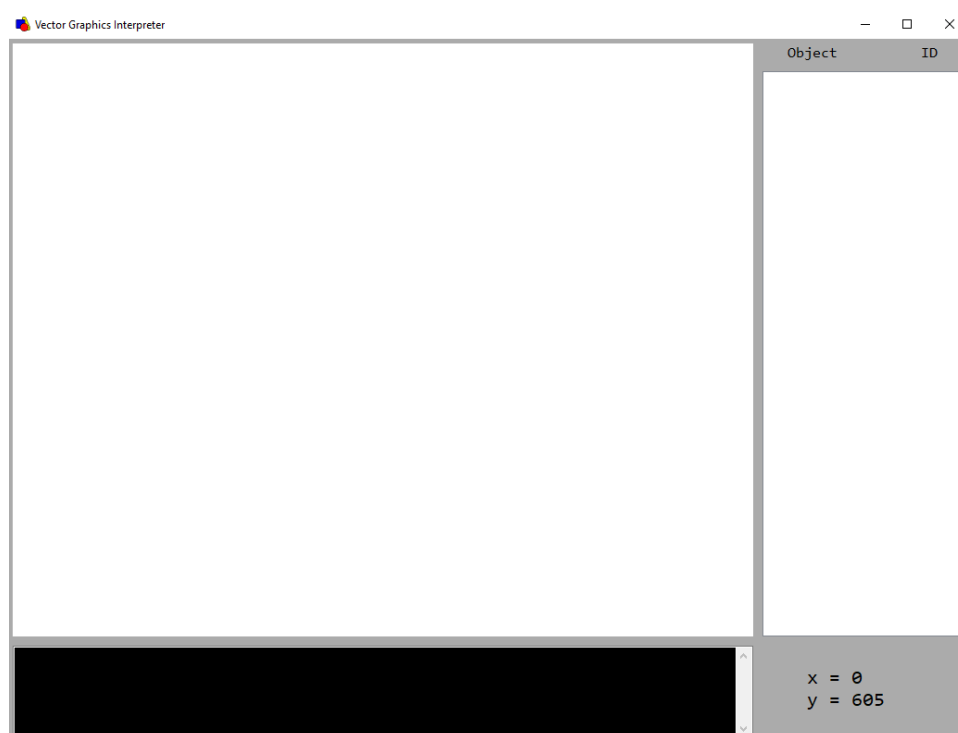 Vector Graphics Interpreter
Object ID
x = 0
y = 605